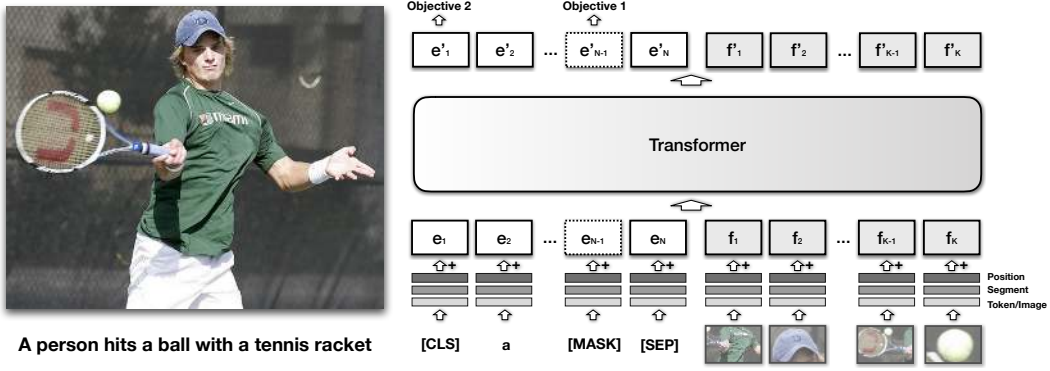 Objective 2 Objective 1
e'1 e'2 ... e'N-1 e'N f'1 f'2 ... f'K-1 f'K
Transformer
e1 e2 ... eN-1 eN f1 f2 ... fK-1 fK
+ + + + + + + +
Position
Segment
Token/Image
[CLS] a [MASK] [SEP]
A person hits a ball with a tennis racket